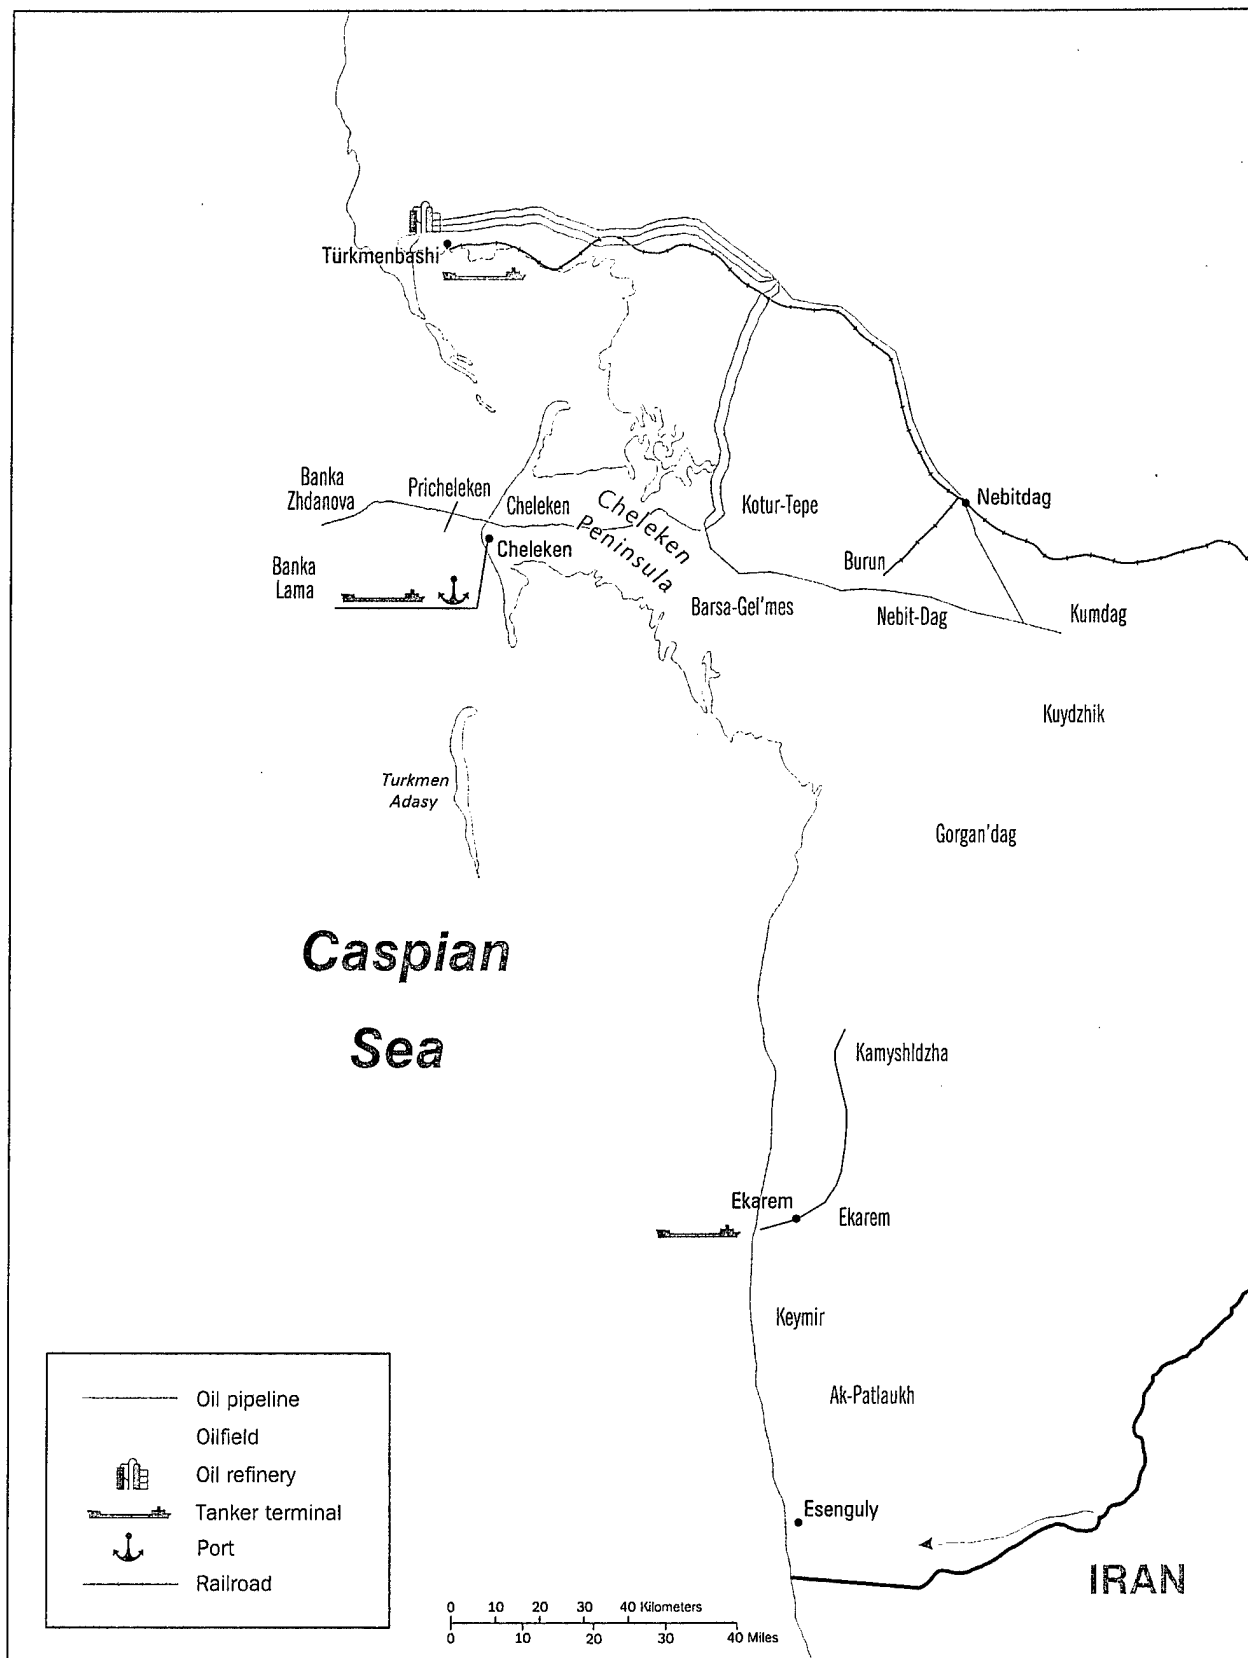 Türkmenbashi
Banka
Zhdanova
Pricheleken
Cheleken
Cheleken
Peninsula
Kotur-Tepe
Nebitdag
Cheleken
Banka
Lama
Burun
Barsa-Gel'mes
Nebit-Dag
Kumdag
Kuydzhik
Turkmen
Adasy
Gorgan'dag
Caspian
Sea
Kamyshldzha
Ekarem
Ekarem
Keymir
Ak-Patlaukh
Esenguly
IRAN
Oil pipeline
Oilfield
Oil refinery
Tanker terminal
Port
Railroad
0 10 20 30 40 Kilometers
0 10 20 30 40 Miles